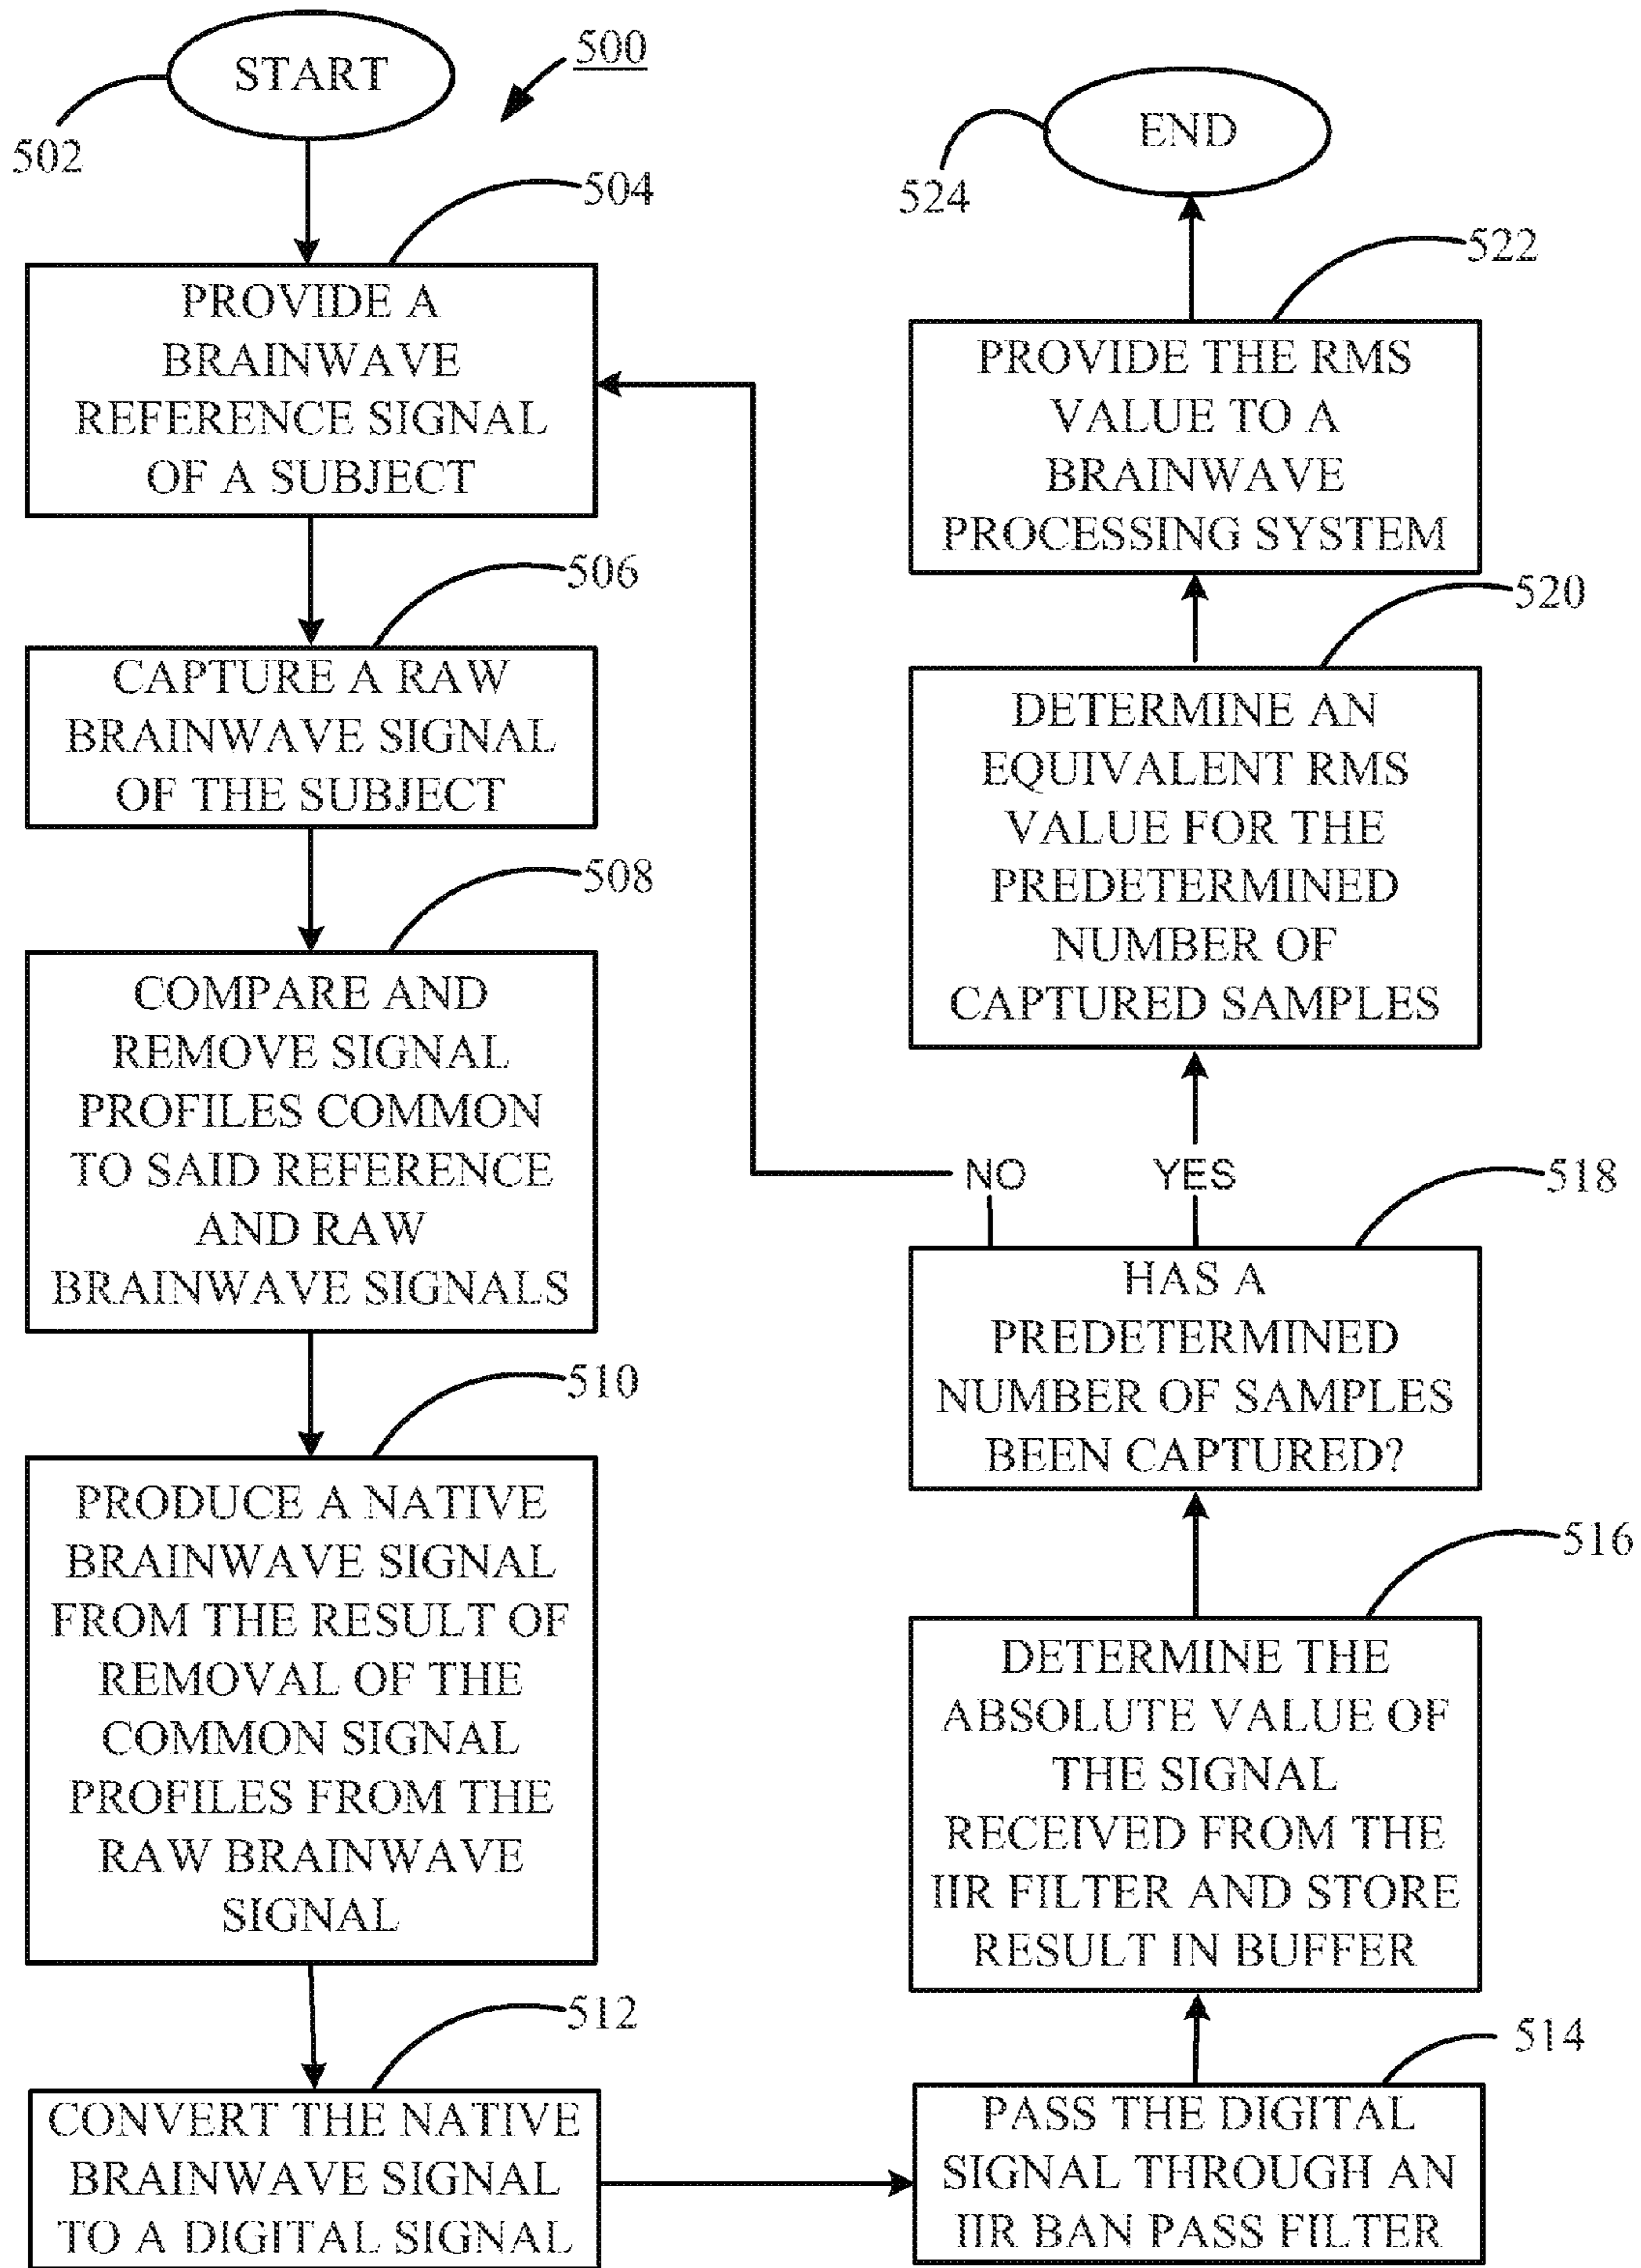 START
500
502
504
PROVIDE A
BRAINWAVE
REFERENCE SIGNAL
OF A SUBJECT
506
CAPTURE A RAW
BRAINWAVE SIGNAL
OF THE SUBJECT
508
COMPARE AND
REMOVE SIGNAL
PROFILES COMMON
TO SAID REFERENCE
AND RAW
BRAINWAVE SIGNALS
510
PRODUCE A NATIVE
BRAINWAVE SIGNAL
FROM THE RESULT OF
REMOVAL OF THE
COMMON SIGNAL
PROFILES FROM THE
RAW BRAINWAVE
SIGNAL
512
CONVERT THE NATIVE
BRAINWAVE SIGNAL
TO A DIGITAL SIGNAL
514
PASS THE DIGITAL
SIGNAL THROUGH AN
IIR BAN PASS FILTER
516
DETERMINE THE
ABSOLUTE VALUE OF
THE SIGNAL
RECEIVED FROM THE
IIR FILTER AND STORE
RESULT IN BUFFER
518
HAS A
PREDETERMINED
NUMBER OF SAMPLES
BEEN CAPTURED?
NO
YES
520
DETERMINE AN
EQUIVALENT RMS
VALUE FOR THE
PREDETERMINED
NUMBER OF
CAPTURED SAMPLES
522
PROVIDE THE RMS
VALUE TO A
BRAINWAVE
PROCESSING SYSTEM
524
END